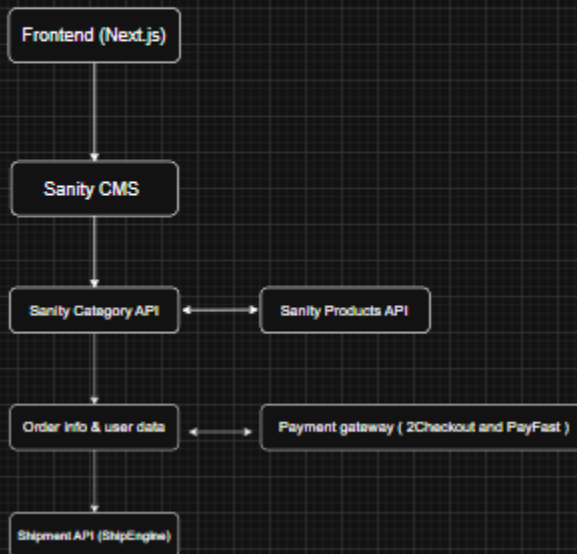 Frontend (Next.js)
Sanity CMS
Sanity Category API
Sanity Products API
Order info & user data
Payment gateway ( 2Checkout and PayFast )
Shipment API (ShipEngine)